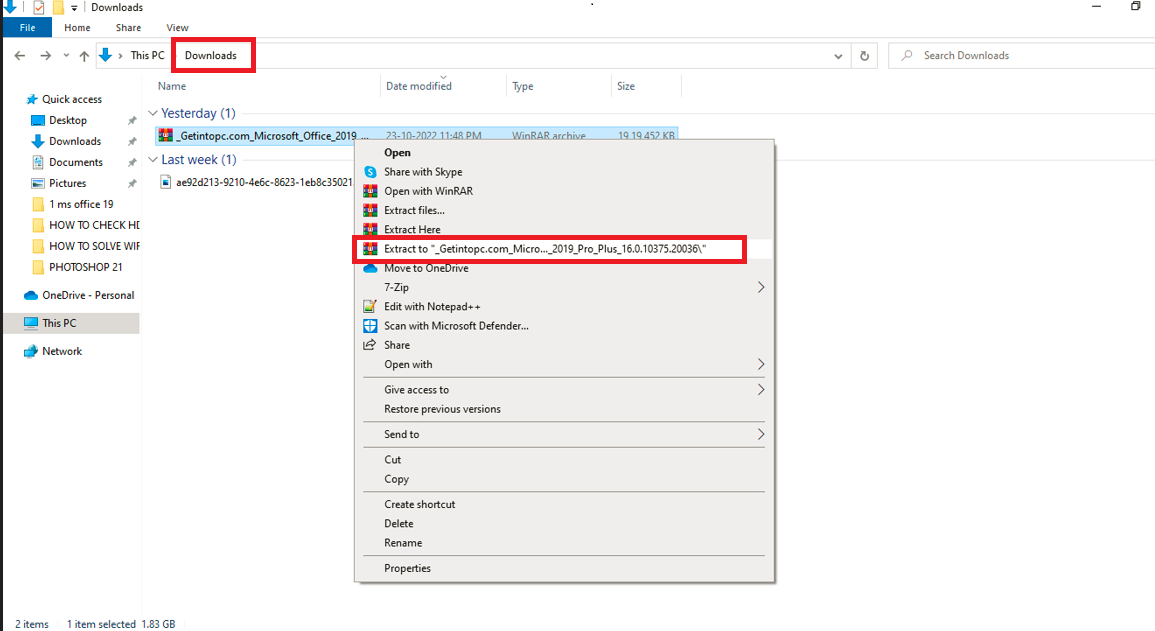 Downloads
File Home Share View
This PC Downloads
Search Downloads
Name Date modified Type Size
Quick access
Desktop
Downloads
Documents
Pictures
1 ms office 19
HOW TO CHECK HD
HOW TO SOLVE WIF
PHOTOSHOP 21
OneDrive - Personal
This PC
Network
Yesterday (1)
_Getintopc.com_Microsoft_Office_2019_... 23-10-2022 11:48 PM WinRAR archive 19,19,452 KB
Last week (1)
ae92d213-9210-4e6c-8623-1eb8c35021
Open
Share with Skype
Open with WinRAR
Extract files...
Extract Here
Extract to "_Getintopc.com_Micro..._2019_Pro_Plus_16.0.10375.20036\"
Move to OneDrive
7-Zip
Edit with Notepad++
Scan with Microsoft Defender...
Share
Open with
Give access to
Restore previous versions
Send to
Cut
Copy
Create shortcut
Delete
Rename
Properties
2 items 1 item selected 1.83 GB